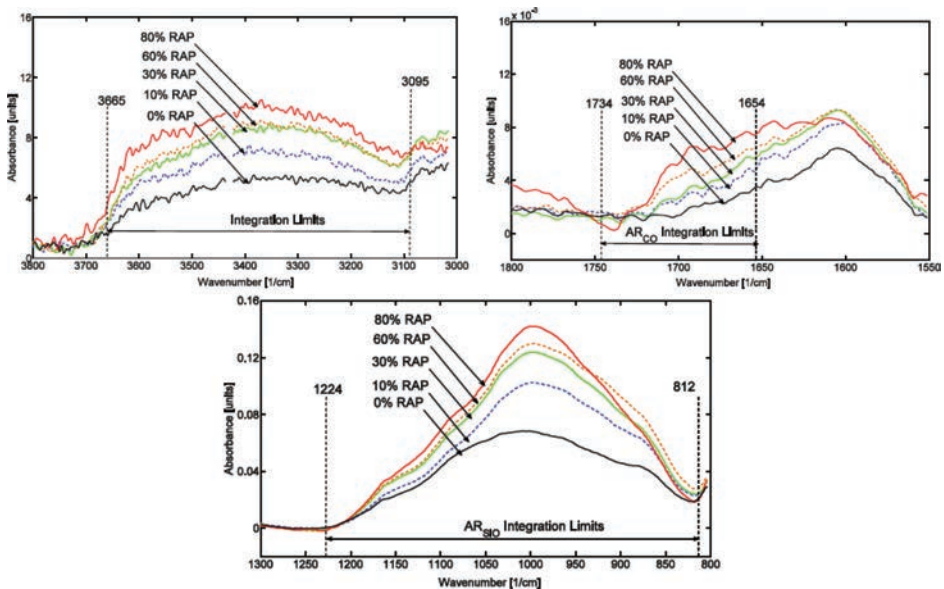 16
12
8
4
0
Absorbance [units]
80% RAP
60% RAP
30% RAP
10% RAP
0% RAP
3665
3095
Integration Limits
3800 3700 3600 3500 3400 3300 3200 3100 3000
Wavenumber [1/cm]
16 x 10⁻³
12
8
4
0
Absorbance [units]
80% RAP
60% RAP
30% RAP
10% RAP
0% RAP
1734
1654
AR_CO Integration Limits
1800 1750 1700 1650 1600 1550
Wavenumber [1/cm]
0.16
0.12
0.08
0.04
0
Absorbance [units]
80% RAP
60% RAP
30% RAP
10% RAP
0% RAP
1224
812
AR_SIO Integration Limits
1300 1200 1150 1100 1050 1000 950 900 850 800
Wavenumber [1/cm]